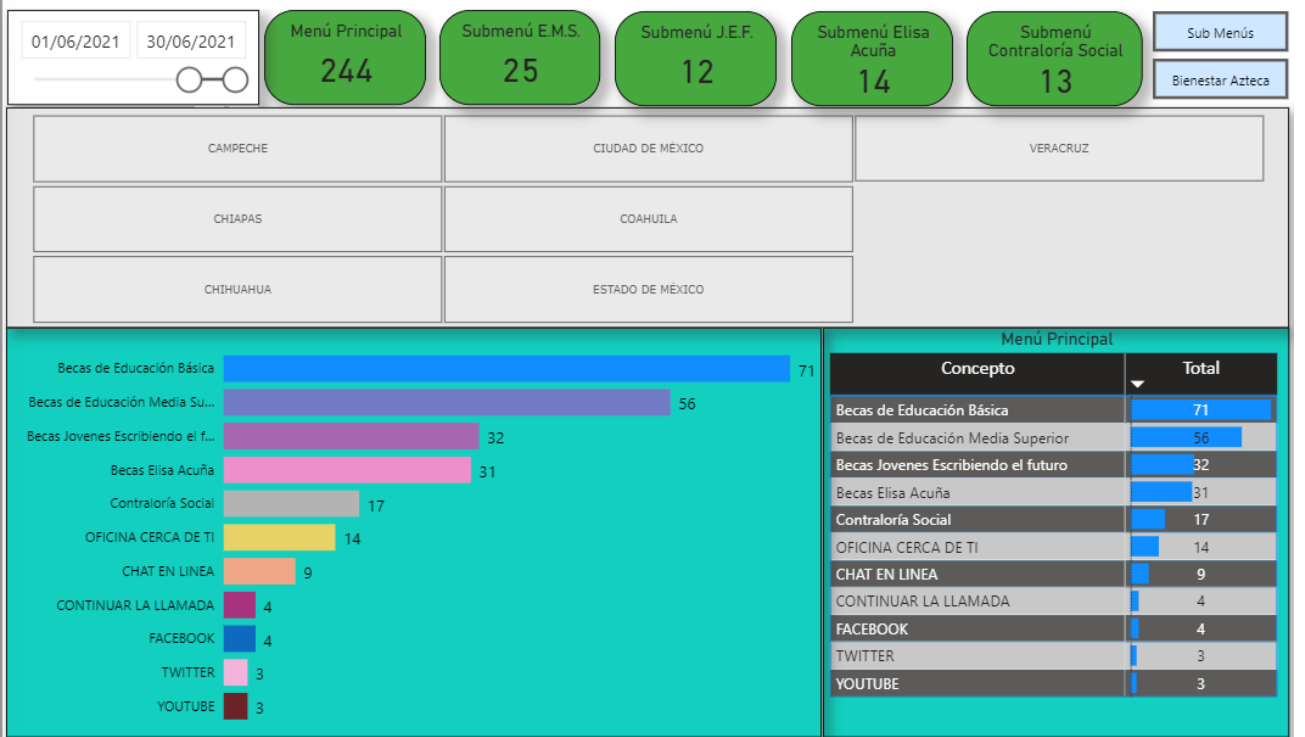 01/06/2021 30/06/2021
Menú Principal
244
Submenú E.M.S.
25
Submenú J.E.F.
12
Submenú Elisa
Acuña
14
Submenú
Contraloría Social
13
Sub Menús
Bienestar Azteca
CAMPECHE
CIUDAD DE MÉXICO
VERACRUZ
CHIAPAS
COAHUILA
CHIHUAHUA
ESTADO DE MÉXICO
Becas de Educación Básica 71
Becas de Educación Media Su... 56
Becas Jovenes Escribiendo el f... 32
Becas Elisa Acuña 31
Contraloría Social 17
OFICINA CERCA DE TI 14
CHAT EN LINEA 9
CONTINUAR LA LLAMADA 4
FACEBOOK 4
TWITTER 3
YOUTUBE 3
Menú Principal
Concepto Total
Becas de Educación Básica 71
Becas de Educación Media Superior 56
Becas Jovenes Escribiendo el futuro 32
Becas Elisa Acuña 31
Contraloría Social 17
OFICINA CERCA DE TI 14
CHAT EN LINEA 9
CONTINUAR LA LLAMADA 4
FACEBOOK 4
TWITTER 3
YOUTUBE 3